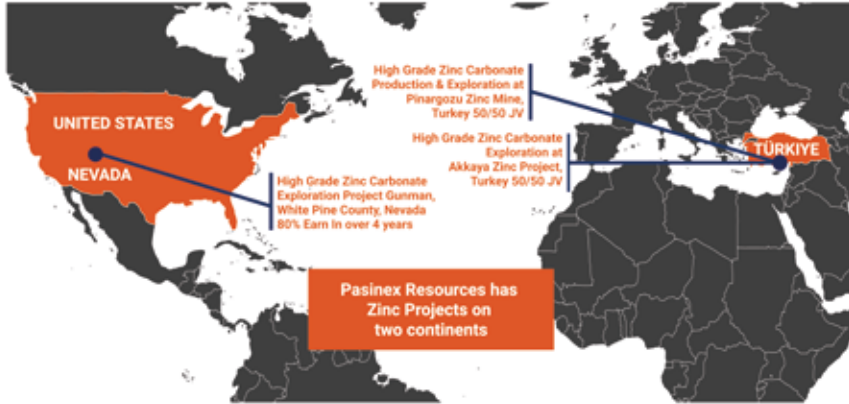 UNITED STATES
NEVADA
High Grade Zinc Carbonate
Exploration Project Gunman,
White Pine County, Nevada
80% Earn In over 4 years
High Grade Zinc Carbonate
Production & Exploration at
Pinargozu Zinc Mine,
Turkey 50/50 JV
High Grade Zinc Carbonate
Exploration at
Akkaya Zinc Project,
Turkey 50/50 JV
TÜRKIYE
Pasinex Resources has
Zinc Projects on
two continents